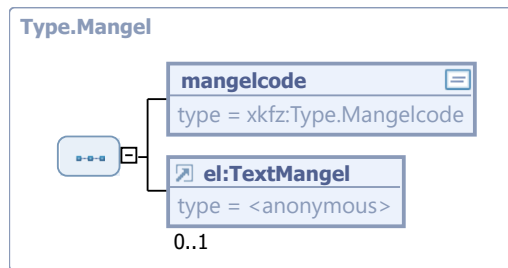 Type.Mangel
mangelcode
type = xkfz:Type.Mangelcode
el:TextMangel
type = <anonymous>
0..1